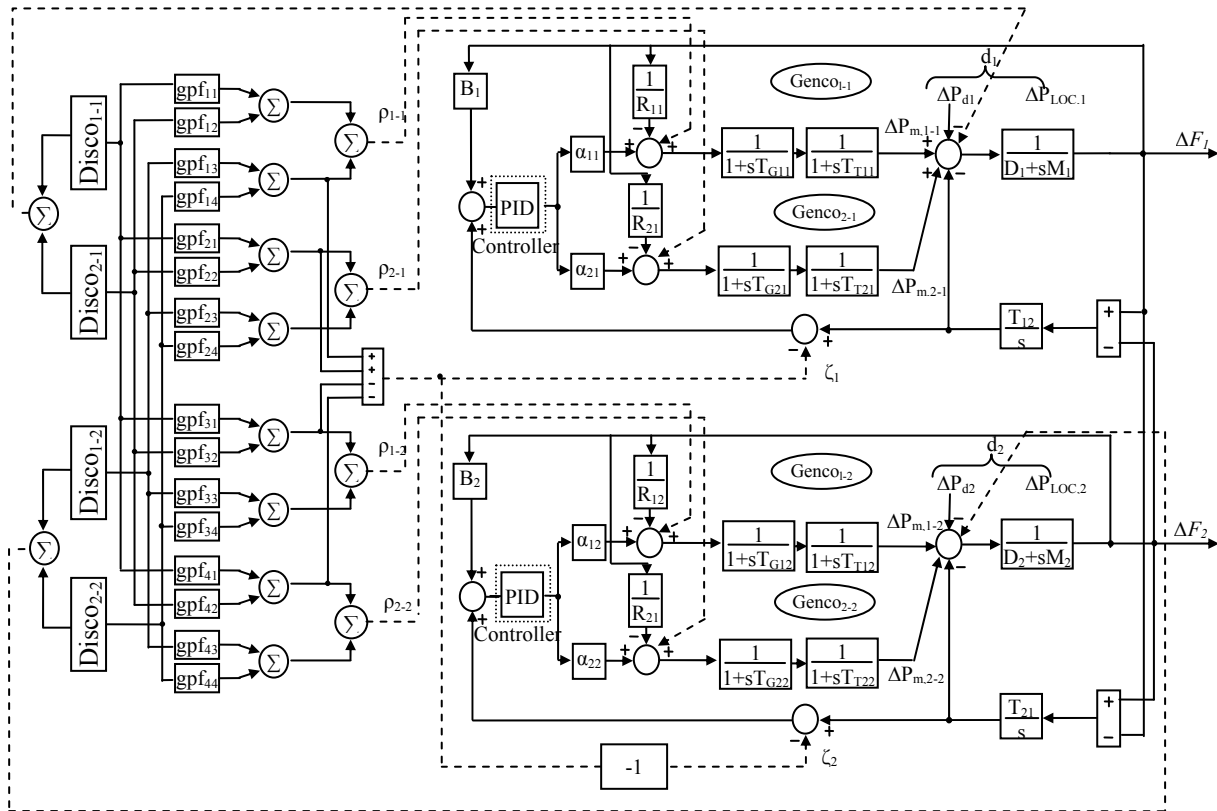 Disco1-1
Disco2-1
Disco1-2
Disco2-2
Σ
Σ
gpf11
gpf12
gpf13
gpf14
gpf21
gpf22
gpf23
gpf24
gpf31
gpf32
gpf33
gpf34
gpf41
gpf42
gpf43
gpf44
Σ
Σ
Σ
Σ
Σ
Σ
Σ
Σ
Σ
Σ
Σ
Σ
ρ1-1
ρ2-1
ρ1-2
ρ2-2
+
+
−
−
B1
+
+
PID
Controller
α11
α21
1
R11
1
R21
−
+
+
−
+
+
1
1+sTG11
1
1+sTT11
1
1+sTG21
1
1+sTT21
Genco1-1
Genco2-1
ΔPm,1-1
ΔPm.2-1
d1
ΔPd1
ΔPLOC.1
−
−
+
+
−
1
D1+sM1
ΔF1
T12
s
+
−
+
−
ζ1
B2
+
+
PID
Controller
α12
α22
1
R12
1
R21
−
+
+
−
+
+
1
1+sTG12
1
1+sTT12
1
1+sTG22
1
1+sTT22
Genco1-2
Genco2-2
ΔPm,1-2
ΔPm,2-2
d2
ΔPd2
ΔPLOC,2
−
−
+
+
−
1
D2+sM2
ΔF2
T21
s
+
−
+
−
ζ2
-1